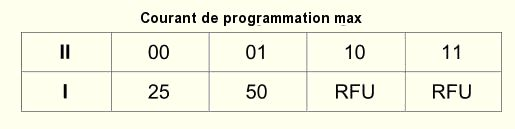 Courant de programmation max
II 00 01 10 11
I 25 50 RFU RFU